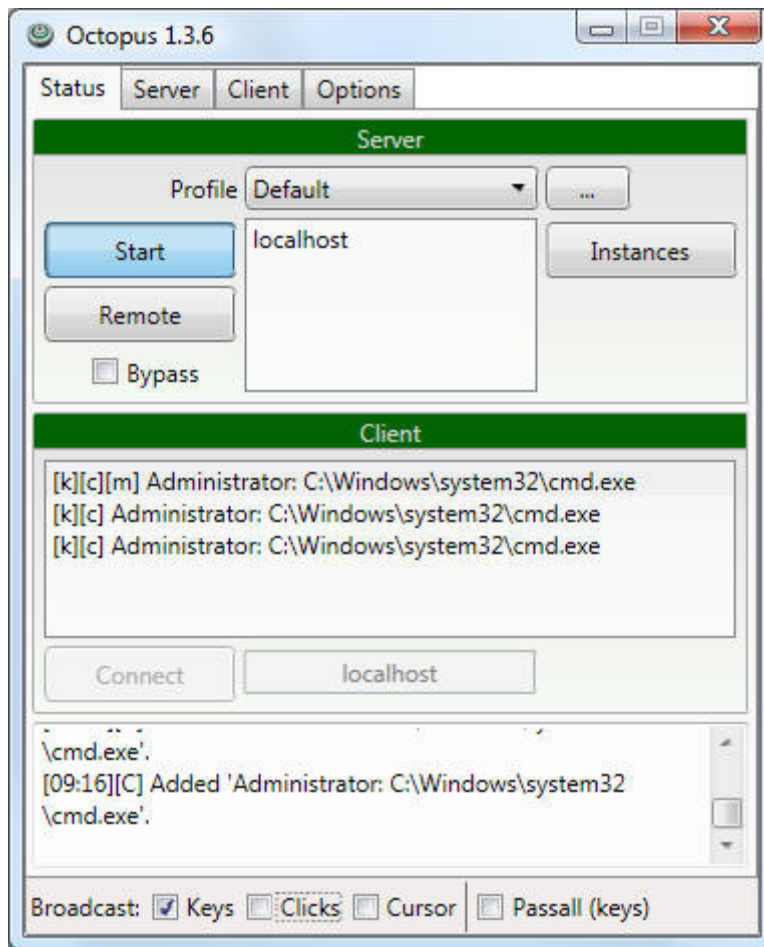 Octopus 1.3.6
Status Server Client Options
Server
Profile Default ...
Start localhost Instances
Remote
Bypass
Client
[k][c][m] Administrator: C:\Windows\system32\cmd.exe
[k][c] Administrator: C:\Windows\system32\cmd.exe
[k][c] Administrator: C:\Windows\system32\cmd.exe
Connect localhost
\cmd.exe'.
[09:16][C] Added 'Administrator: C:\Windows\system32
\cmd.exe'.
Broadcast: Keys Clicks Cursor Passall (keys)